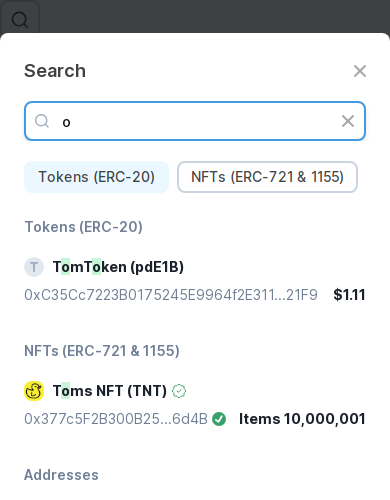 Search
o
Tokens (ERC-20) NFTs (ERC-721 & 1155)
Tokens (ERC-20)
T TomToken (pdE1B)
0xC35Cc7223B0175245E9964f2E311...21F9 $1.11
NFTs (ERC-721 & 1155)
Toms NFT (TNT)
0x377c5F2B300B25...6d4B Items 10,000,001
Addresses